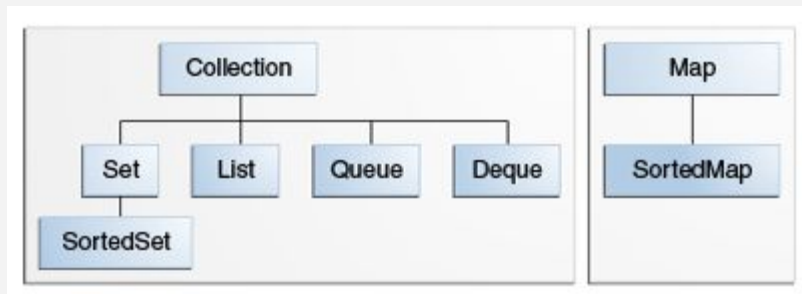 Collection
Map
Set
List
Queue
Deque
SortedMap
SortedSet